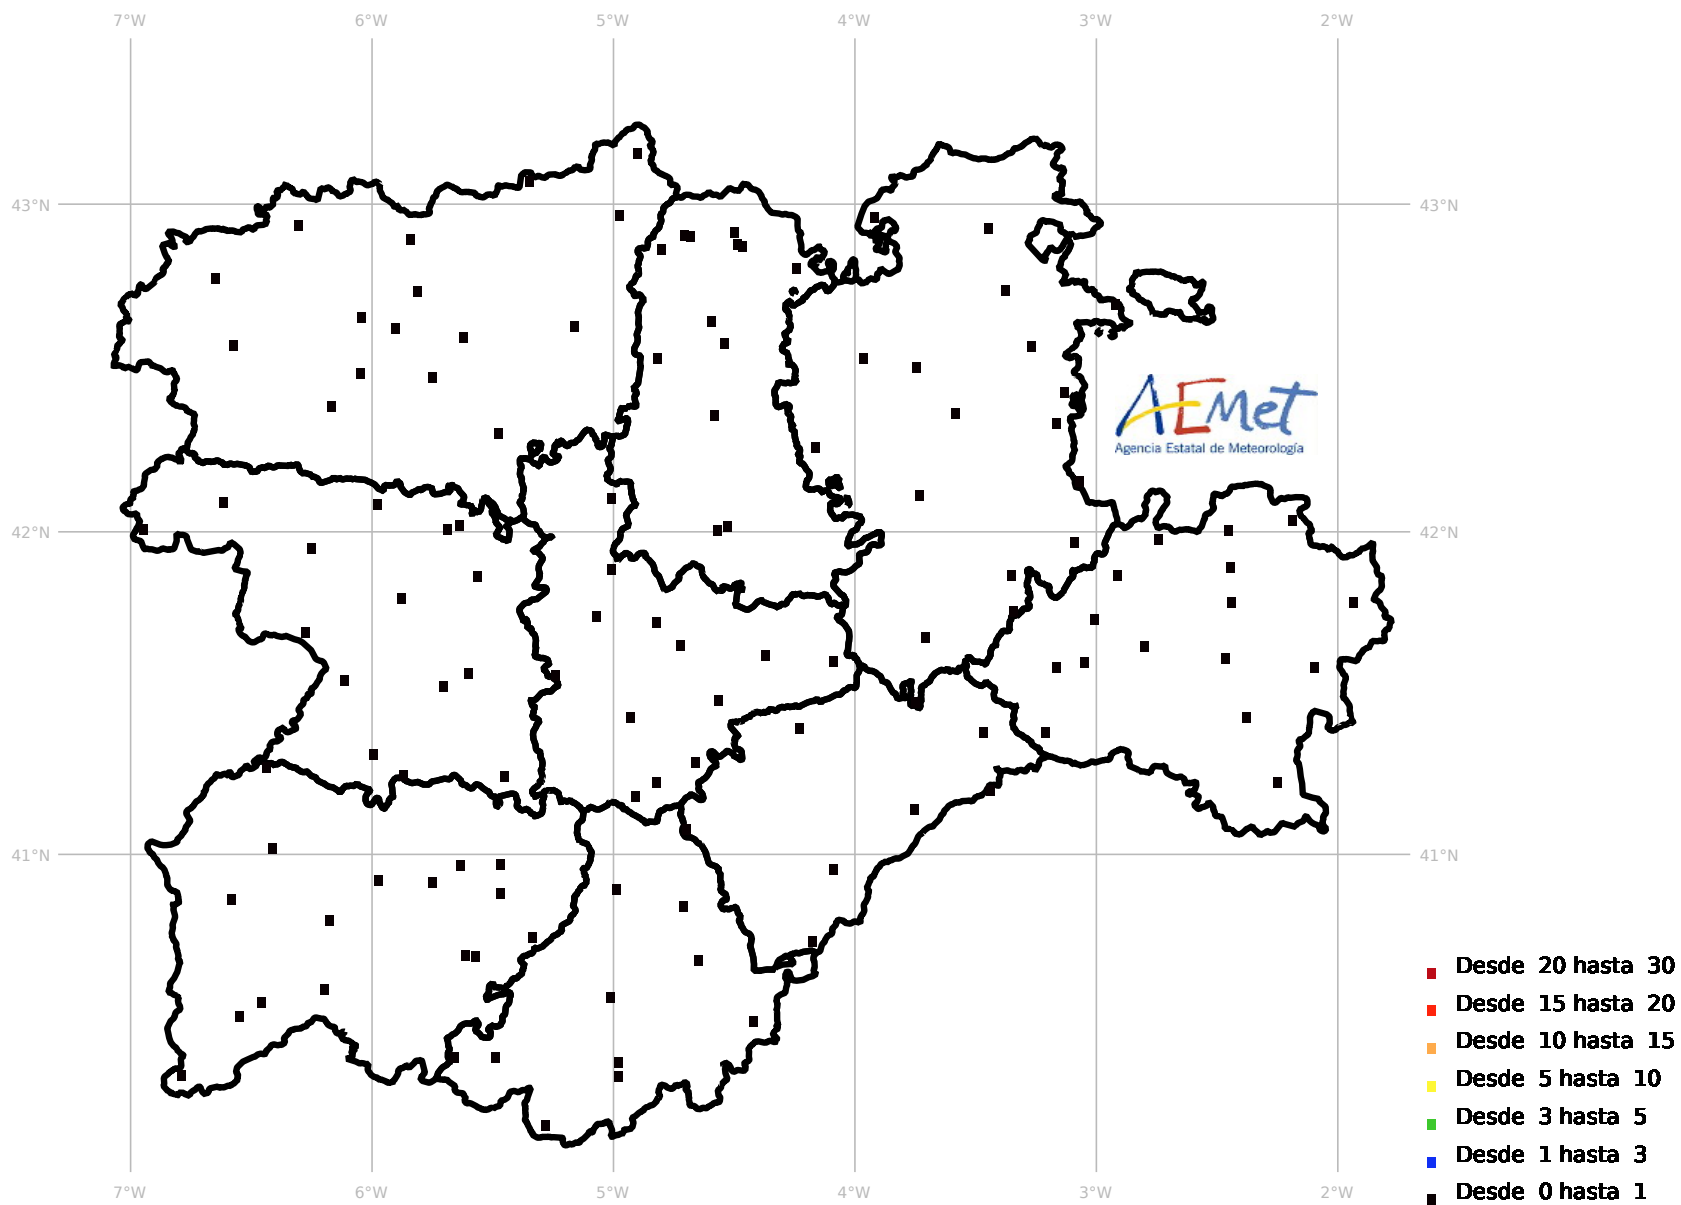 7°W 6°W 5°W 4°W 3°W 2°W
43°N 43°N
AEMet
Agencia Estatal de Meteorología
42°N 42°N
41°N 41°N
Desde 20 hasta 30
Desde 15 hasta 20
Desde 10 hasta 15
Desde 5 hasta 10
Desde 3 hasta 5
Desde 1 hasta 3
Desde 0 hasta 1
7°W 6°W 5°W 4°W 3°W 2°W